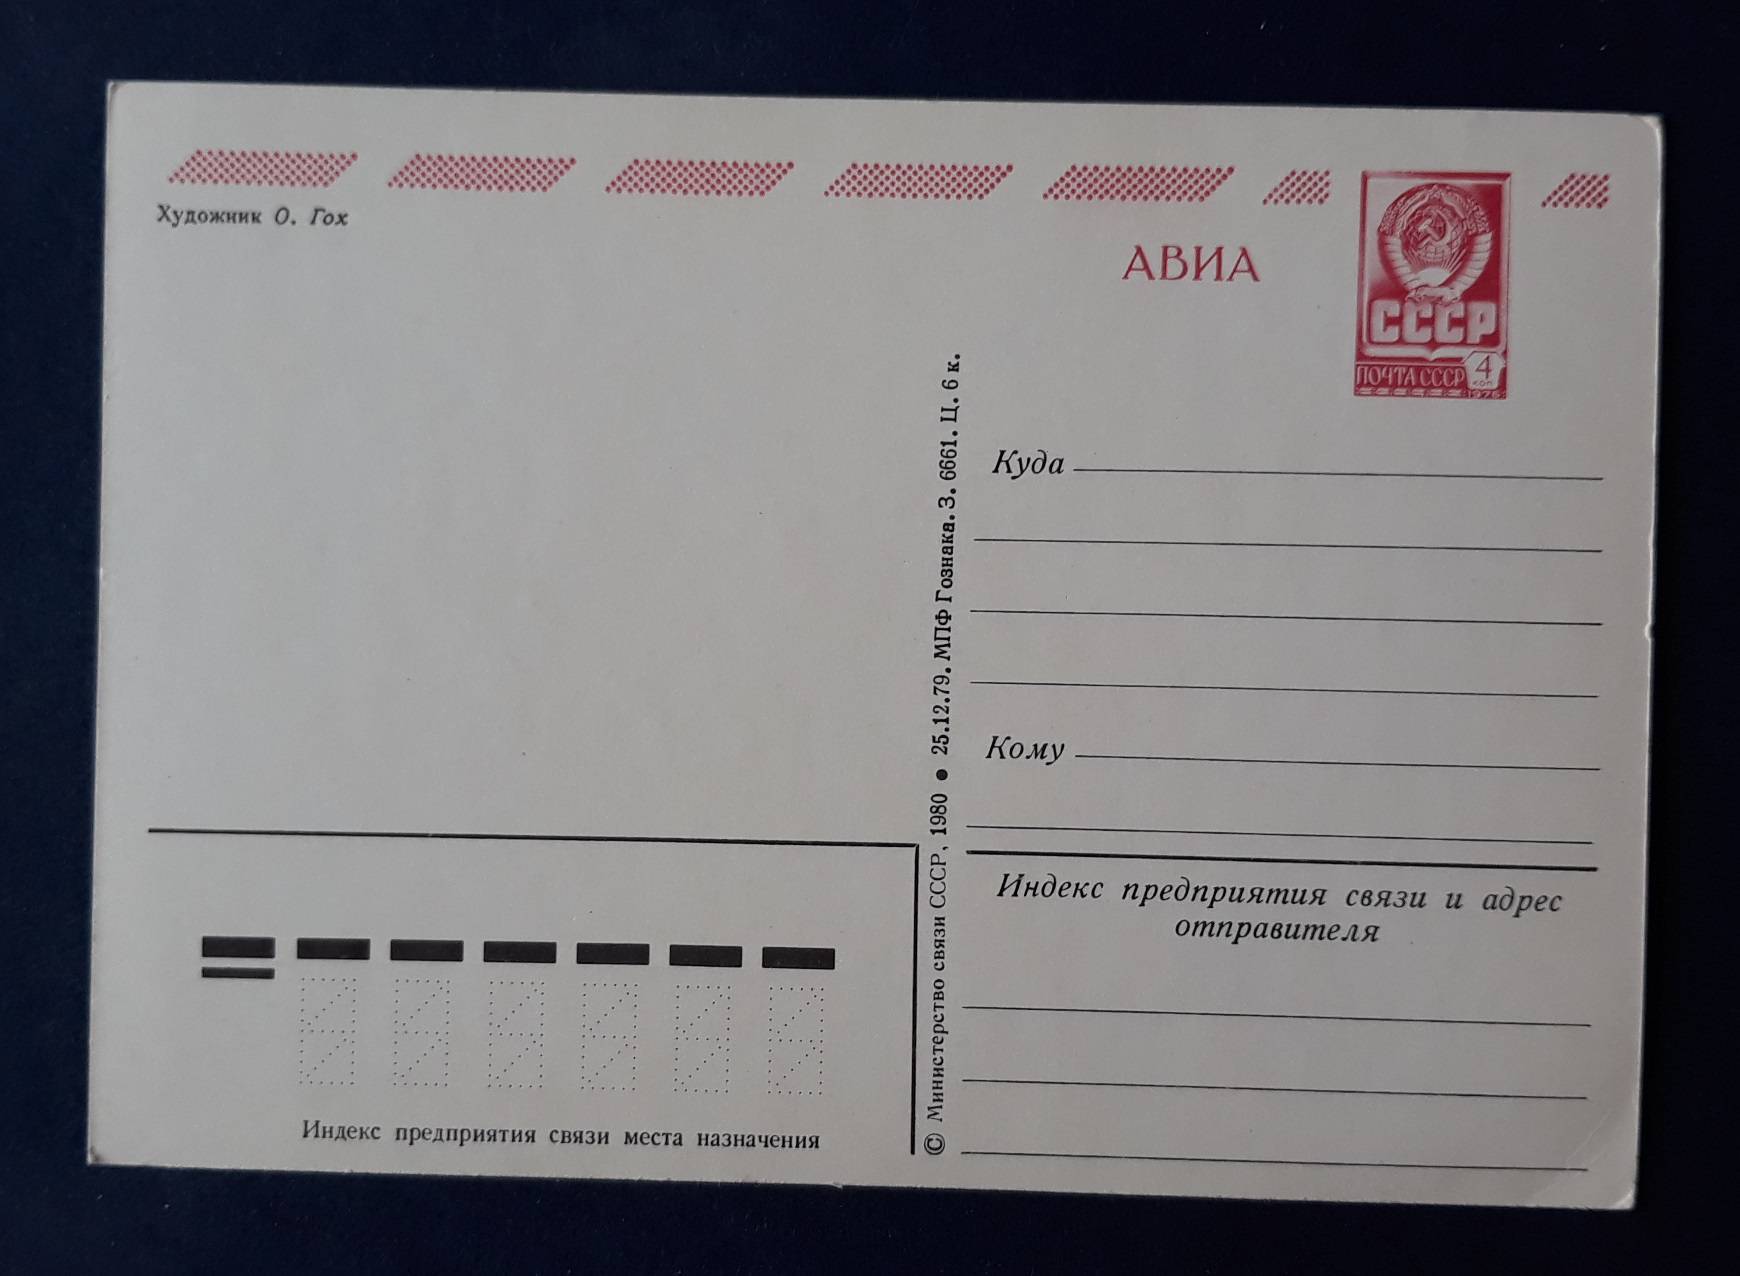 Художник О. Гох
АВИА
СССР
ПОЧТА СССР 4
коп
1976
Куда
Кому
Индекс предприятия связи и адрес
отправителя
© Министерство связи СССР, 1980 ● 25.12.79. МПФ Гознака. З. 6661. Ц. 6 к.
Индекс предприятия связи места назначения